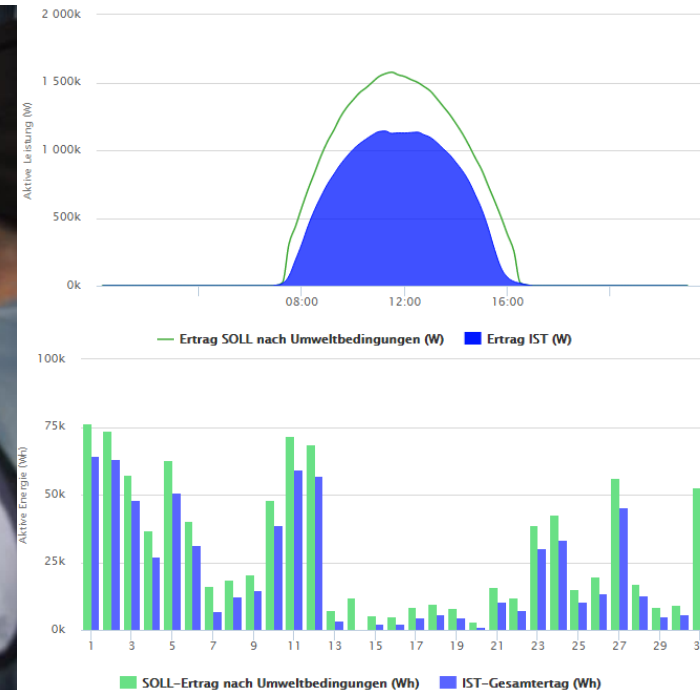 2 000k
1 500k
1 000k
500k
0k
Aktive Leistung (W)
08:00 12:00 16:00
Ertrag SOLL nach Umweltbedingungen (W) Ertrag IST (W)
100k
75k
50k
25k
0k
Aktive Energie (Wh)
1 3 5 7 9 11 13 15 17 19 21 23 25 27 29
SOLL-Ertrag nach Umweltbedingungen (Wh) IST-Gesamtertag (Wh)